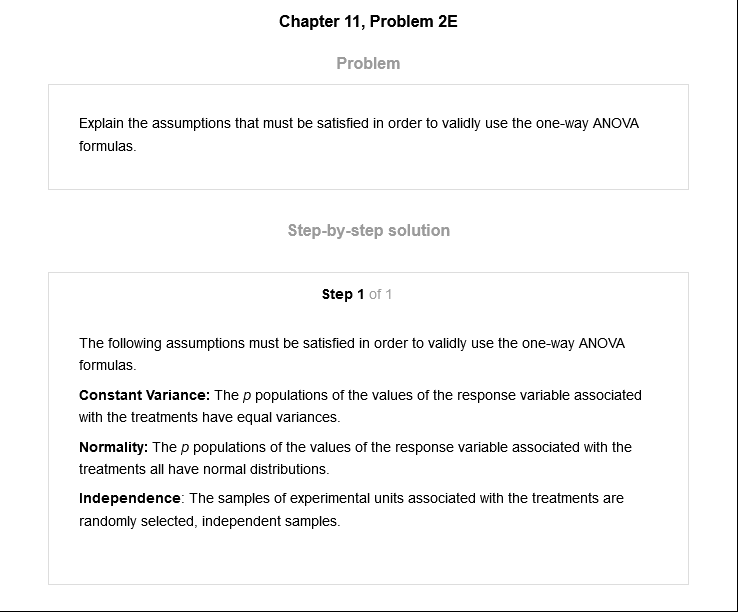 Chapter 11, Problem 2E
Problem
Explain the assumptions that must be satisfied in order to validly use the one-way ANOVA
formulas.
Step-by-step solution
Step 1 of 1
The following assumptions must be satisfied in order to validly use the one-way ANOVA
formulas.
Constant Variance: The p populations of the values of the response variable associated
with the treatments have equal variances.
Normality: The p populations of the values of the response variable associated with the
treatments all have normal distributions.
Independence: The samples of experimental units associated with the treatments are
randomly selected, independent samples.